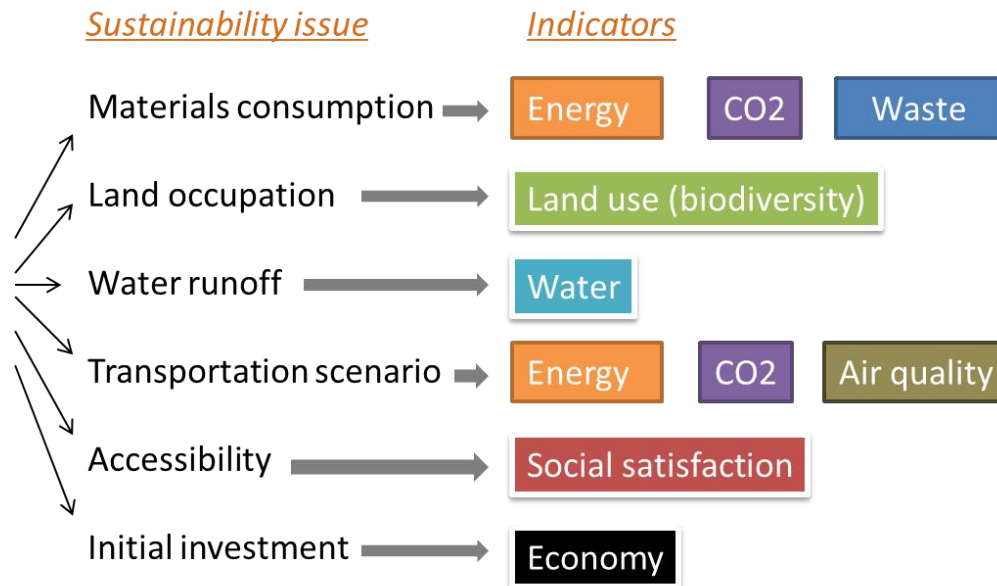 Sustainability issue Indicators
Materials consumption Energy CO2 Waste
Land occupation Land use (biodiversity)
Water runoff Water
Transportation scenario Energy CO2 Air quality
Accessibility Social satisfaction
Initial investment Economy